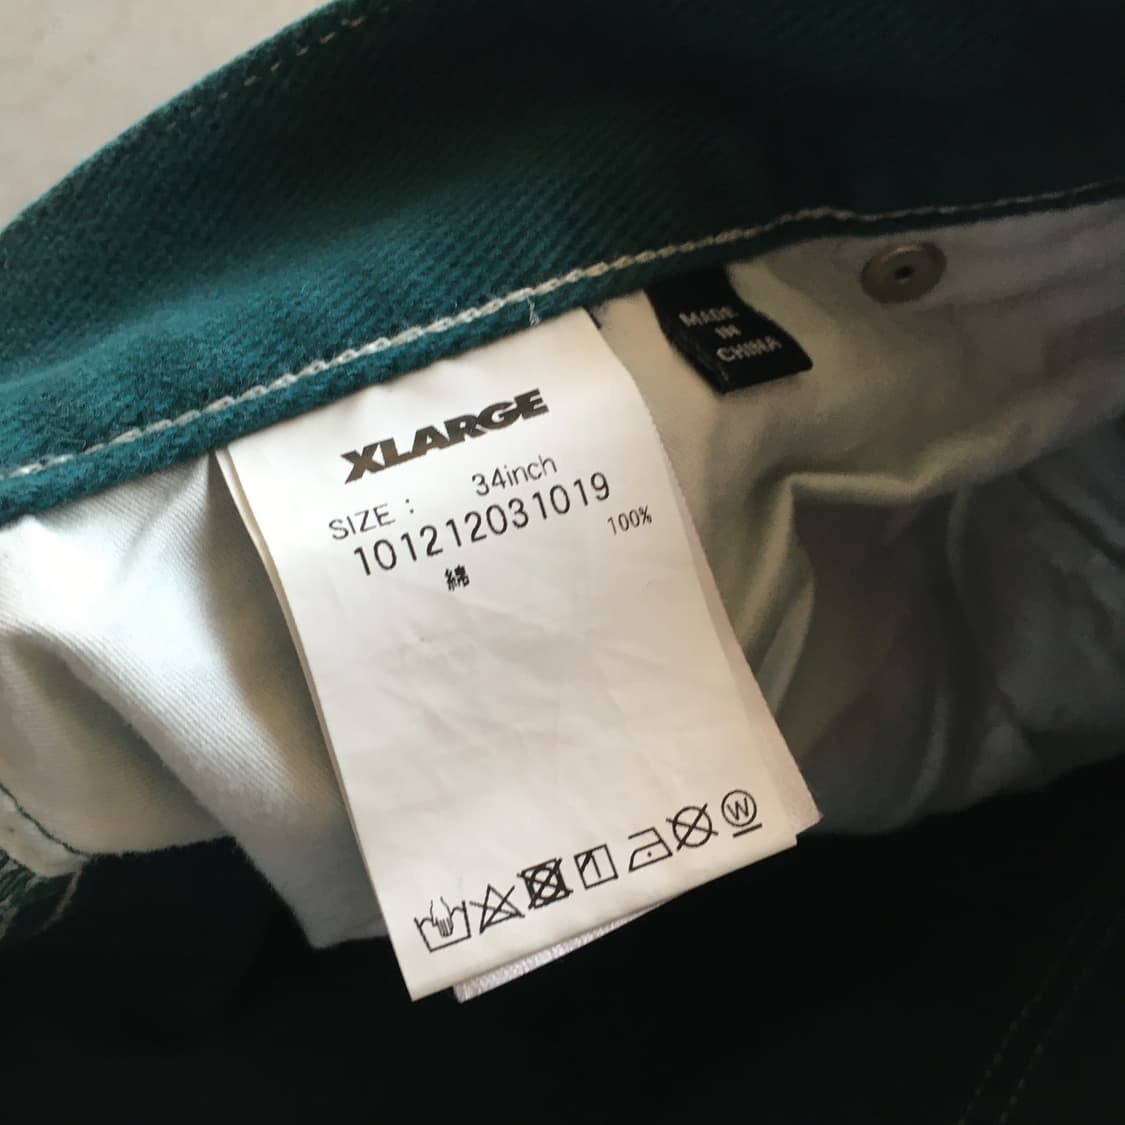 XLARGE
SIZE : 34inch
101212031019
綿 100%
W
MADE
IN
CHINA